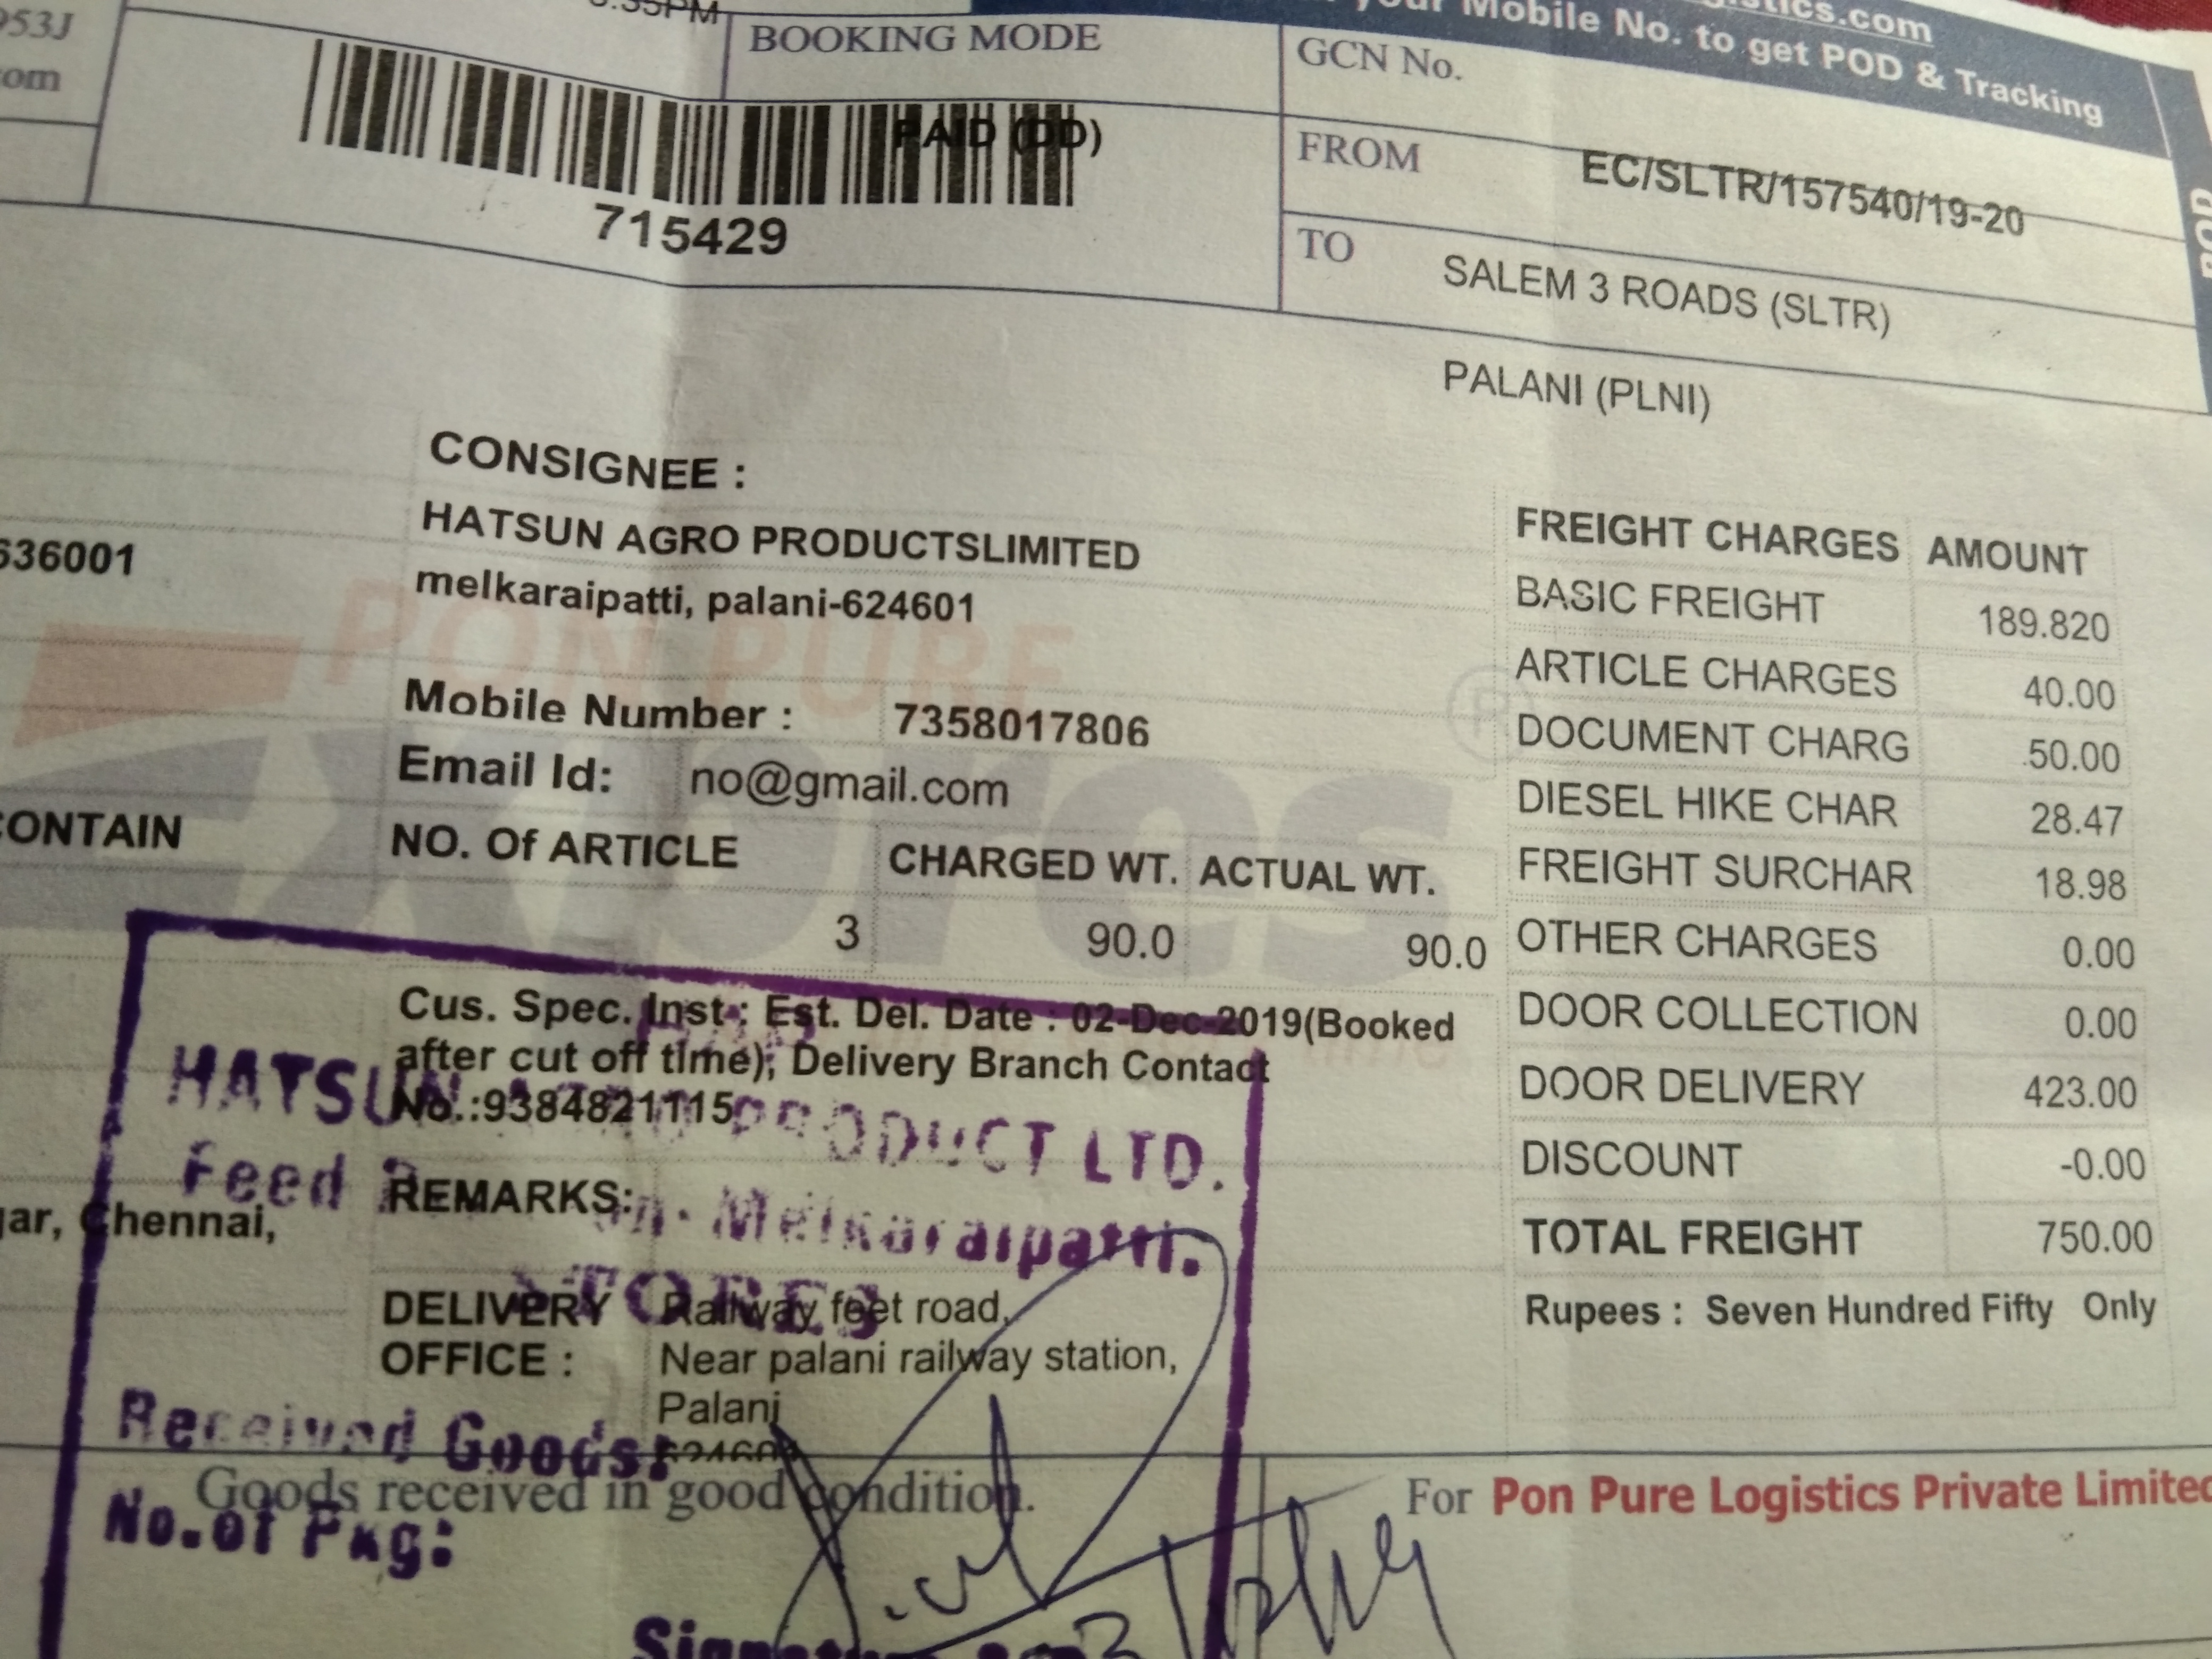 953J
com
BOOKING MODE
PAID (DD)
715429
gistics.com
Mobile No. to get POD & Tracking
POD
GCN No.
FROM
EC/SLTR/157540/19-20
TO
SALEM 3 ROADS (SLTR)
PALANI (PLNI)
CONSIGNEE :
HATSUN AGRO PRODUCTSLIMITED
melkaraipatti, palani-624601
636001
PON PURE
Mobile Number : 7358017806
Email Id: no@gmail.com
CONTAIN
NO. Of ARTICLE CHARGED WT. ACTUAL WT.
3 90.0 90.0
Cus. Spec. Inst : Est. Del. Date : 02-Dec-2019(Booked
after cut off time); Delivery Branch Contact
No.:9384821115
REMARKS:
gar, Chennai,
DELIVERY OFFICE : Railway feet road,
Near palani railway station,
Palani
FREIGHT CHARGES AMOUNT
BASIC FREIGHT 189.820
ARTICLE CHARGES 40.00
DOCUMENT CHARG 50.00
DIESEL HIKE CHAR 28.47
FREIGHT SURCHAR 18.98
OTHER CHARGES 0.00
DOOR COLLECTION 0.00
DOOR DELIVERY 423.00
DISCOUNT -0.00
TOTAL FREIGHT 750.00
Rupees : Seven Hundred Fifty Only
HATSUN AGRO PRODUCT LTD.
Feed Melkaraipatti.
STORES
Received Goods:
No.of Pkg:
Goods received in good condition.
For Pon Pure Logistics Private Limited